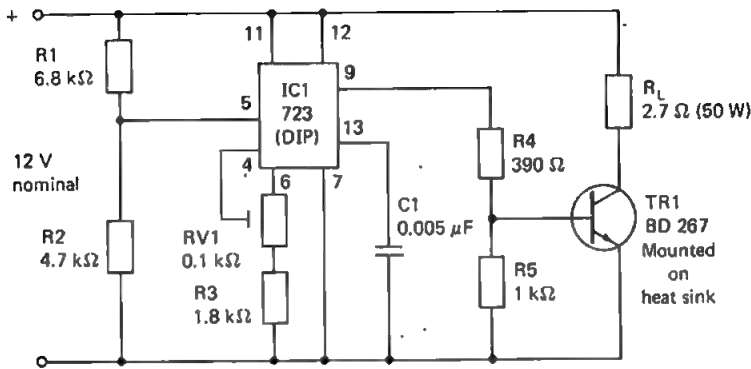 +
R1
6.8 kΩ
11
12
IC1
723
(DIP)
9
5
13
4
6
7
R4
390 Ω
RL
2.7 Ω (50 W)
12 V
nominal
R2
4.7 kΩ
RV1
0.1 kΩ
R3
1.8 kΩ
C1
0.005 μF
R5
1 kΩ
TR1
BD 267
Mounted
on
heat sink